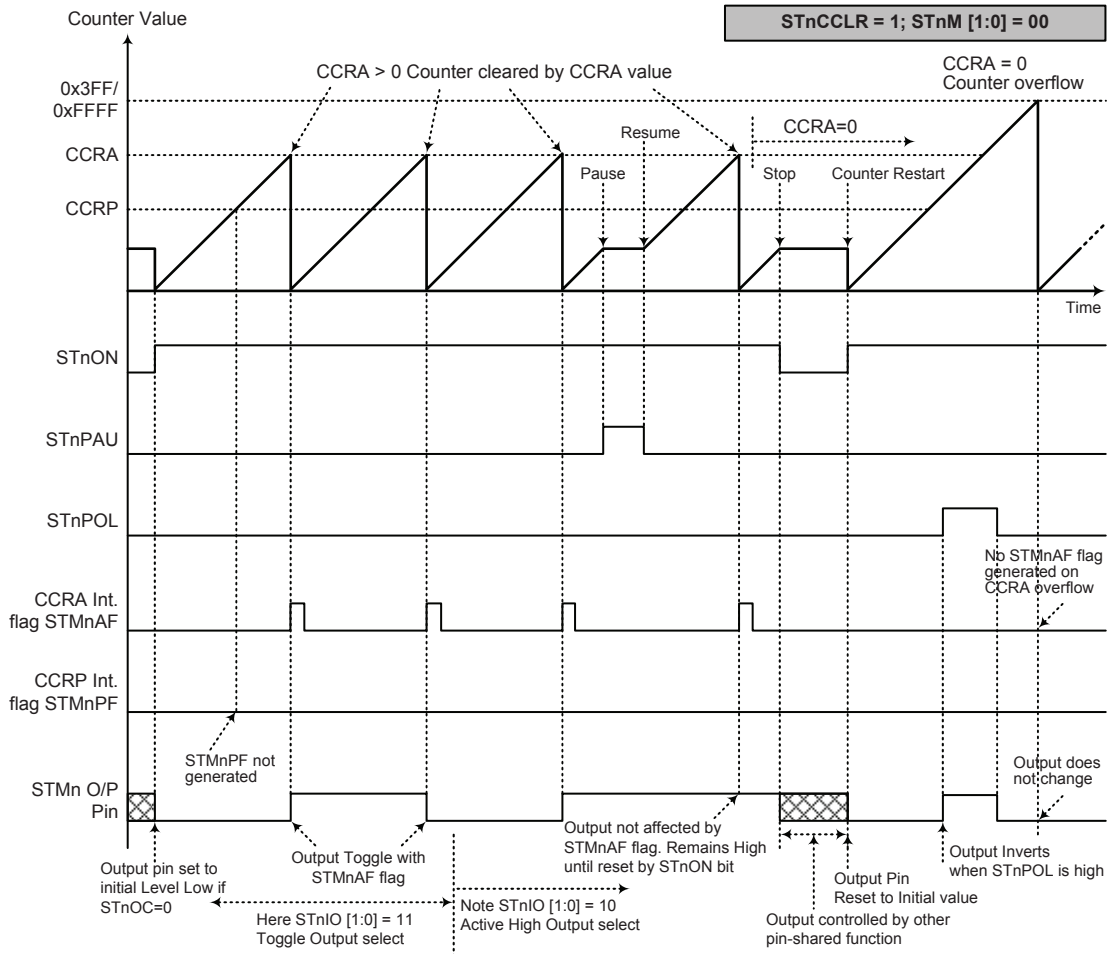 Counter Value
STnCCLR = 1; STnM [1:0] = 00
CCRA > 0 Counter cleared by CCRA value
CCRA = 0
Counter overflow
0x3FF/
0xFFFF
Resume
CCRA=0
CCRA
Pause
Stop
Counter Restart
CCRP
Time
STnON
STnPAU
STnPOL
No STMnAF flag
generated on
CCRA overflow
CCRA Int.
flag STMnAF
CCRP Int.
flag STMnPF
STMnPF not
generated
Output does
not change
STMn O/P
Pin
Output pin set to
initial Level Low if
STnOC=0
Output Toggle with
STMnAF flag
Output not affected by
STMnAF flag. Remains High
until reset by STnON bit
Output Inverts
when STnPOL is high
Output Pin
Reset to Initial value
Here STnIO [1:0] = 11
Toggle Output select
Note STnIO [1:0] = 10
Active High Output select
Output controlled by other
pin-shared function